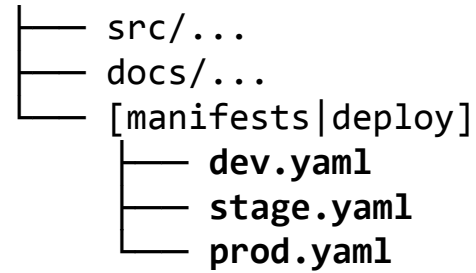 src/...
docs/...
[manifests|deploy]
dev.yaml
stage.yaml
prod.yaml